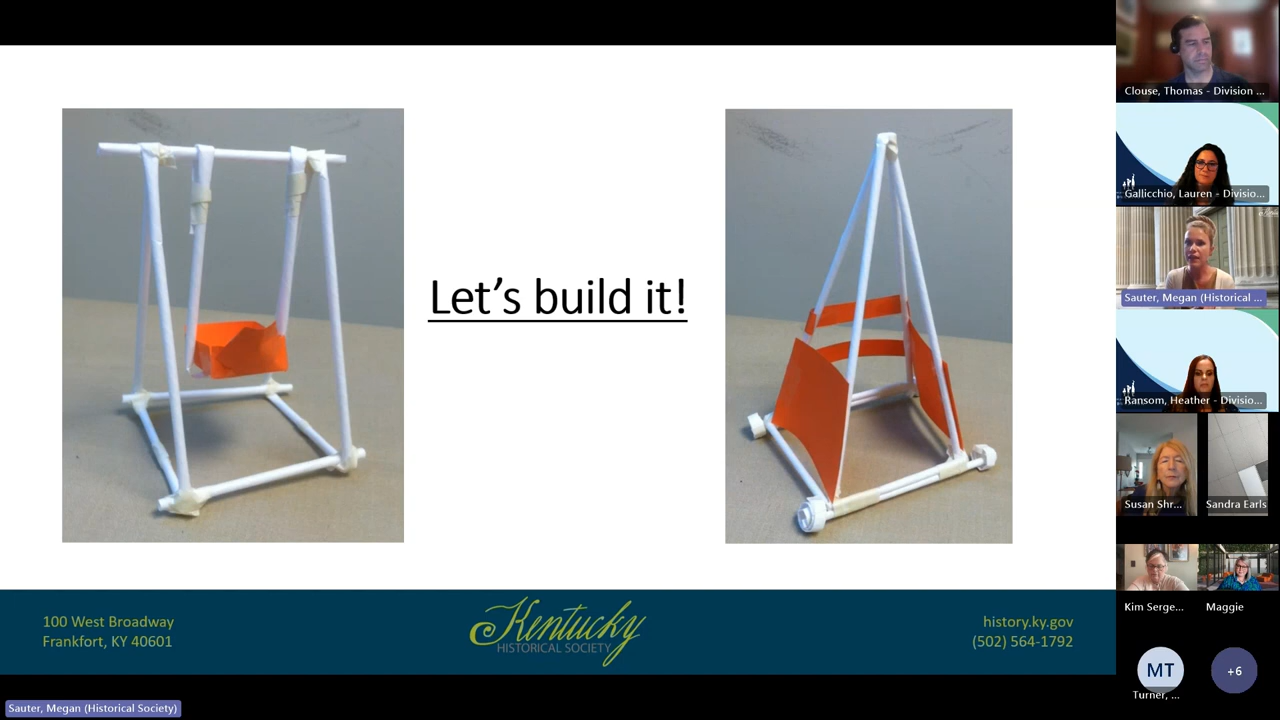 Let's build it!
100 West Broadway
Frankfort, KY 40601
Kentucky
HISTORICAL SOCIETY
history.ky.gov
(502) 564-1792
Sauter, Megan (Historical Society)
Clouse, Thomas - Division ...
Gallicchio, Lauren - Divisio...
Sauter, Megan (Historical ...
Ransom, Heather - Divisio...
Susan Shr...
Sandra Earls
Kim Serge...
Maggie
MT
Turner, ...
+6